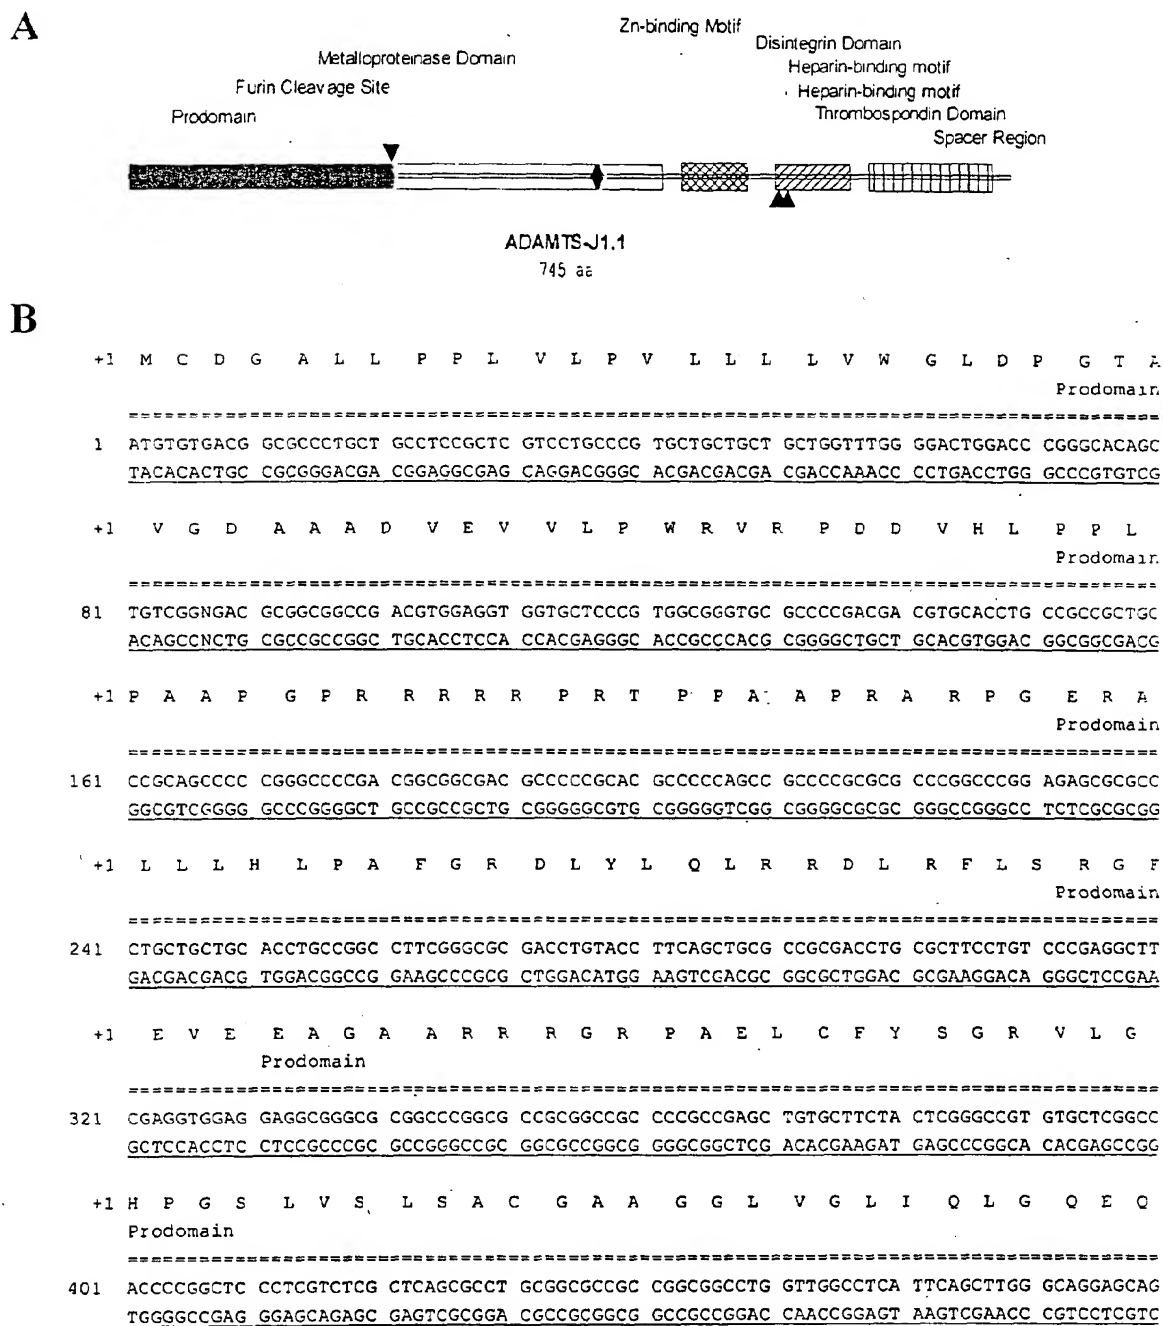 A
Zn-binding Motif
Disintegrin Domain
Metalloproteinase Domain
Heparin-binding motif
Furin Cleavage Site
Heparin-binding motif
Prodomain
Thrombospondin Domain
Spacer Region
ADAMTS-J1.1
745 aa
B
+1 M C D G A L L P P L V L P V L L L L V W G L D P G T A
Prodomain
1 ATGTGTGACG GCGCCCTGCT GCCTCCGCTC GTCCTGCCCG TGCTGCTGCT GCTGGTTTGG GGACTGGACC CGGGCACAGC
TACACACTGC CGCGGGACGA CGGAGGCGAG CAGGACGGGC ACGACGACGA CGACCAAACC CCTGACCTGG GCCCGTGTCG
+1 V G D A A A D V E V V L P W R V R P D D V H L P P L
Prodomain
81 TGTCGGNGAC GCGGCGGCCG ACGTGGAGGT GGTGCTCCCG TGGCGGGTGC GCCCCGACGA CGTGCACCTG CCGCCGCTGC
ACAGCCNCTG CGCCGCCGGC TGCACCTCCA CCACGAGGGC ACCGCCCACG CGGGGCTGCT GCACGTGGAC GGCGGCGACG
+1 P A A P G P R R R R R P R T P P A A P R A R P G E R A
Prodomain
161 CCGCAGCCCC CGGGCCCCGA CGGCGGCGAC GCCCCCGCAC GCCCCCAGCC GCCCCGCGCG CCCGGCCCGG AGAGCGCGCC
GGCGTCGGGG GCCCGGGGCT GCCGCCGCTG CGGGGGCGTG CGGGGGTCGG CGGGGCGCGC GGGCCGGGCC TCTCGCGCGG
+1 L L L H L P A F G R D L Y L Q L R R D L R F L S R G F
Prodomain
241 CTGCTGCTGC ACCTGCCGGC CTTCGGGCGC GACCTGTACC TTCAGCTGCG CCGCGACCTG CGCTTCCTGT CCCGAGGCTT
GACGACGACG TGGACGGCCG GAAGCCCGCG CTGGACATGG AAGTCGACGC GGCGCTGGAC GCGAAGGACA GGGCTCCGAA
+1 E V E E A G A A R R R G R P A E L C F Y S G R V L G
Prodomain
321 CGAGGTGGAG GAGGCGGGCG CGGCCCGGCG CCGCGGCCGC CCCGCCGAGC TGTGCTTCTA CTCGGGCCGT GTGCTCGGCC
GCTCCACCTC CTCCGCCCGC GCCGGGCCGC GGCGCCGGCG GGGCGGCTCG ACACGAAGAT GAGCCCGGCA CACGAGCCGG
+1 H P G S L V S L S A C G A A G G L V G L I Q L G Q E Q
Prodomain
401 ACCCCGGCTC CCTCGTCTCG CTCAGCGCCT GCGGCGCCGC CGGCGGCCTG GTTGGCCTCA TTCAGCTTGG GCAGGAGCAG
TGGGGCCGAG GGAGCAGAGC GAGTCGCGGA CGCCGCGGCG GCCGCCGGAC CAACCGGAGT AAGTCGAACC CGTCCTCGTC